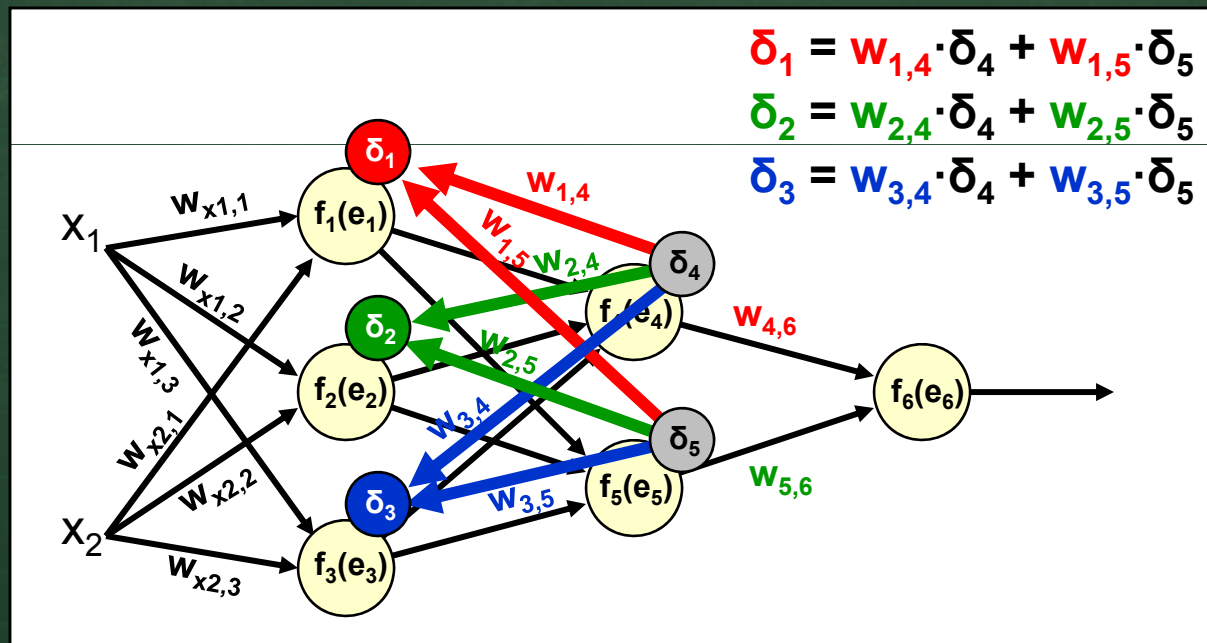 δ₁ = w₁,₄·δ₄ + w₁,₅·δ₅
δ₂ = w₂,₄·δ₄ + w₂,₅·δ₅
δ₃ = w₃,₄·δ₄ + w₃,₅·δ₅
δ₁
w₁,₄
wₓ₁,₁
f₁(e₁)
X₁
w₁,₅
w₂,₄
δ₄
wₓ₁,₂
δ₂
f₄(e₄)
w₄,₆
wₓ₁,₃
w₂,₅
f₂(e₂)
f₆(e₆)
wₓ₂,₁
w₃,₄
δ₅
wₓ₂,₂
w₅,₆
δ₃
w₃,₅
f₅(e₅)
X₂
f₃(e₃)
wₓ₂,₃